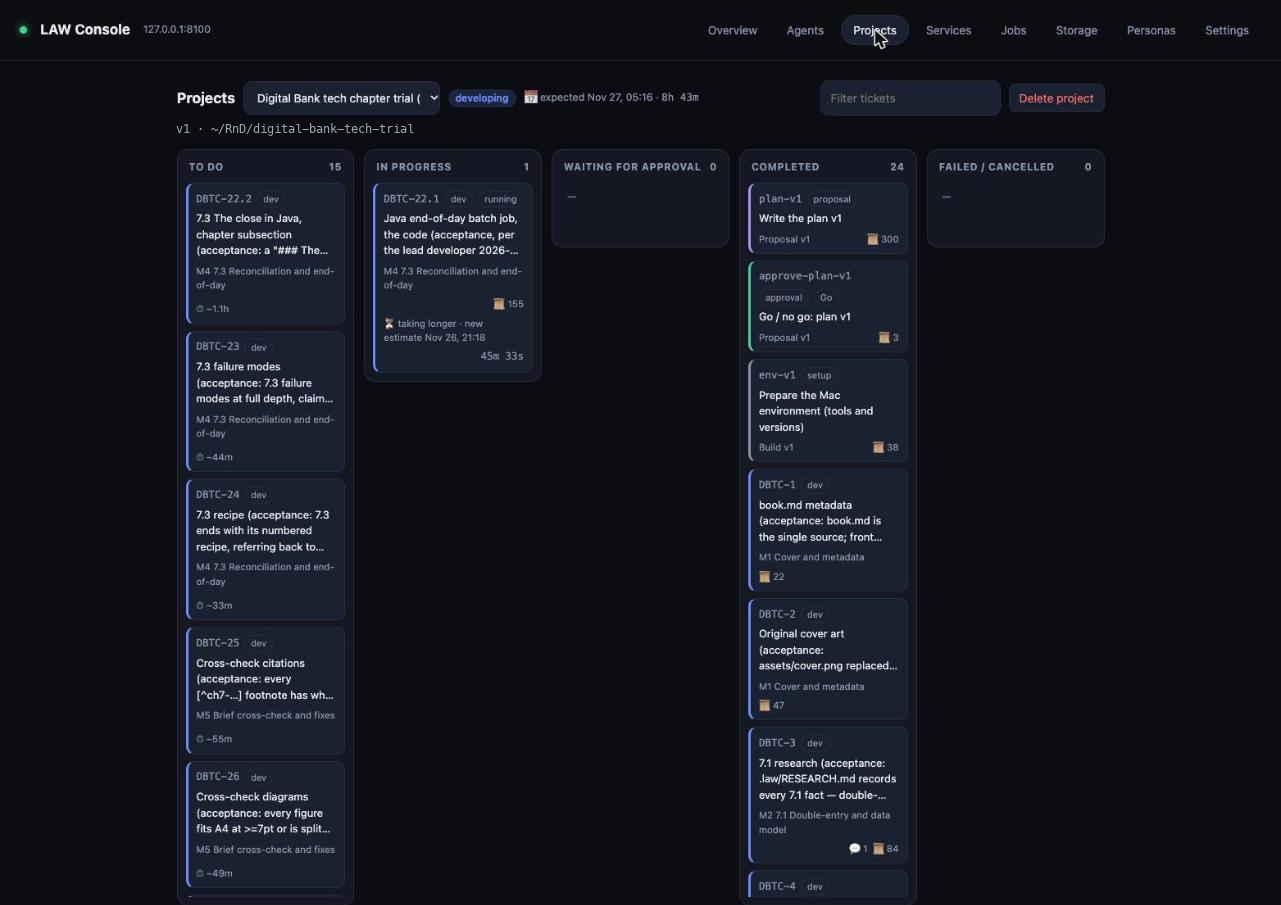 LAW Console 127.0.0.1:8100
Overview Agents Projects Services Jobs Storage Personas Settings
Projects Digital Bank tech chapter trial ( developing expected Nov 27, 05:16 · 8h 43m Filter tickets Delete project
v1 · ~/RnD/digital-bank-tech-trial
TO DO 15
DBTC-22.2 dev
7.3 The close in Java,
chapter subsection
(acceptance: a "### The...
M4 7.3 Reconciliation and end-
of-day
~1.1h
DBTC-23 dev
7.3 failure modes
(acceptance: 7.3 failure
modes at full depth, claim...
M4 7.3 Reconciliation and end-
of-day
~44m
DBTC-24 dev
7.3 recipe (acceptance: 7.3
ends with its numbered
recipe, referring back to...
M4 7.3 Reconciliation and end-
of-day
~33m
DBTC-25 dev
Cross-check citations
(acceptance: every
[^ch7-…] footnote has wh...
M5 Brief cross-check and fixes
~55m
DBTC-26 dev
Cross-check diagrams
(acceptance: every figure
fits A4 at >=7pt or is split...
M5 Brief cross-check and fixes
~49m
IN PROGRESS 1
DBTC-22.1 dev running
Java end-of-day batch job,
the code (acceptance, per
the lead developer 2026-...
M4 7.3 Reconciliation and end-
of-day
155
taking longer · new
estimate Nov 26, 21:18
45m 33s
WAITING FOR APPROVAL 0
—
COMPLETED 24
plan-v1 proposal
Write the plan v1
Proposal v1 300
approve-plan-v1
approval Go
Go / no go: plan v1
Proposal v1 3
env-v1 setup
Prepare the Mac
environment (tools and
versions)
Build v1 38
DBTC-1 dev
book.md metadata
(acceptance: book.md is
the single source; front...
M1 Cover and metadata
22
DBTC-2 dev
Original cover art
(acceptance:
assets/cover.png replaced...
M1 Cover and metadata
47
DBTC-3 dev
7.1 research (acceptance:
.law/RESEARCH.md records
every 7.1 fact — double-...
M2 7.1 Double-entry and data
model
1 84
DBTC-4 dev
FAILED / CANCELLED 0
—